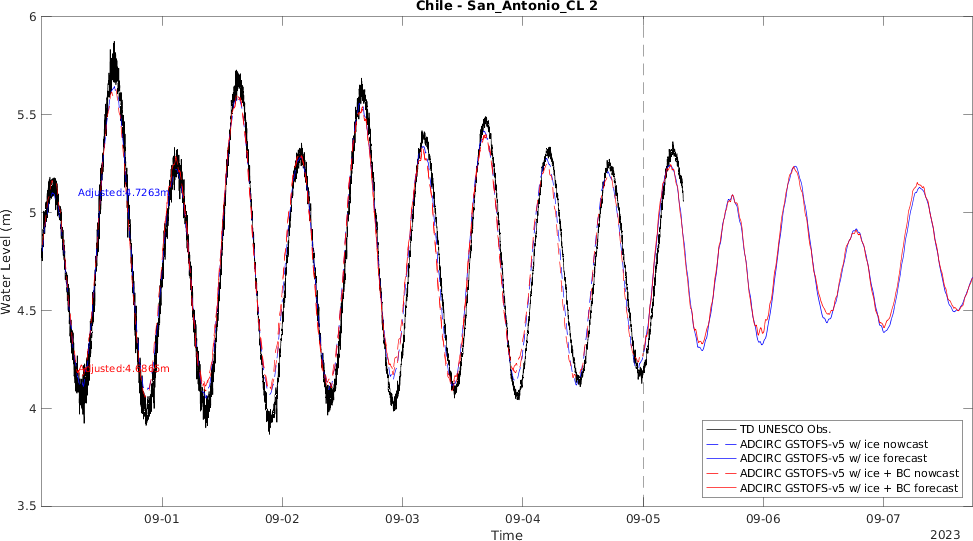 Chile - San_Antonio_CL 2
6
5.5
5
4.5
4
3.5
Water Level (m)
Adjusted:4.7263m
Adjusted:4.6866m
TD UNESCO Obs.
ADCIRC GSTOFS-v5 w/ ice nowcast
ADCIRC GSTOFS-v5 w/ ice forecast
ADCIRC GSTOFS-v5 w/ ice + BC nowcast
ADCIRC GSTOFS-v5 w/ ice + BC forecast
09-01 09-02 09-03 09-04 09-05 09-06 09-07
Time
2023